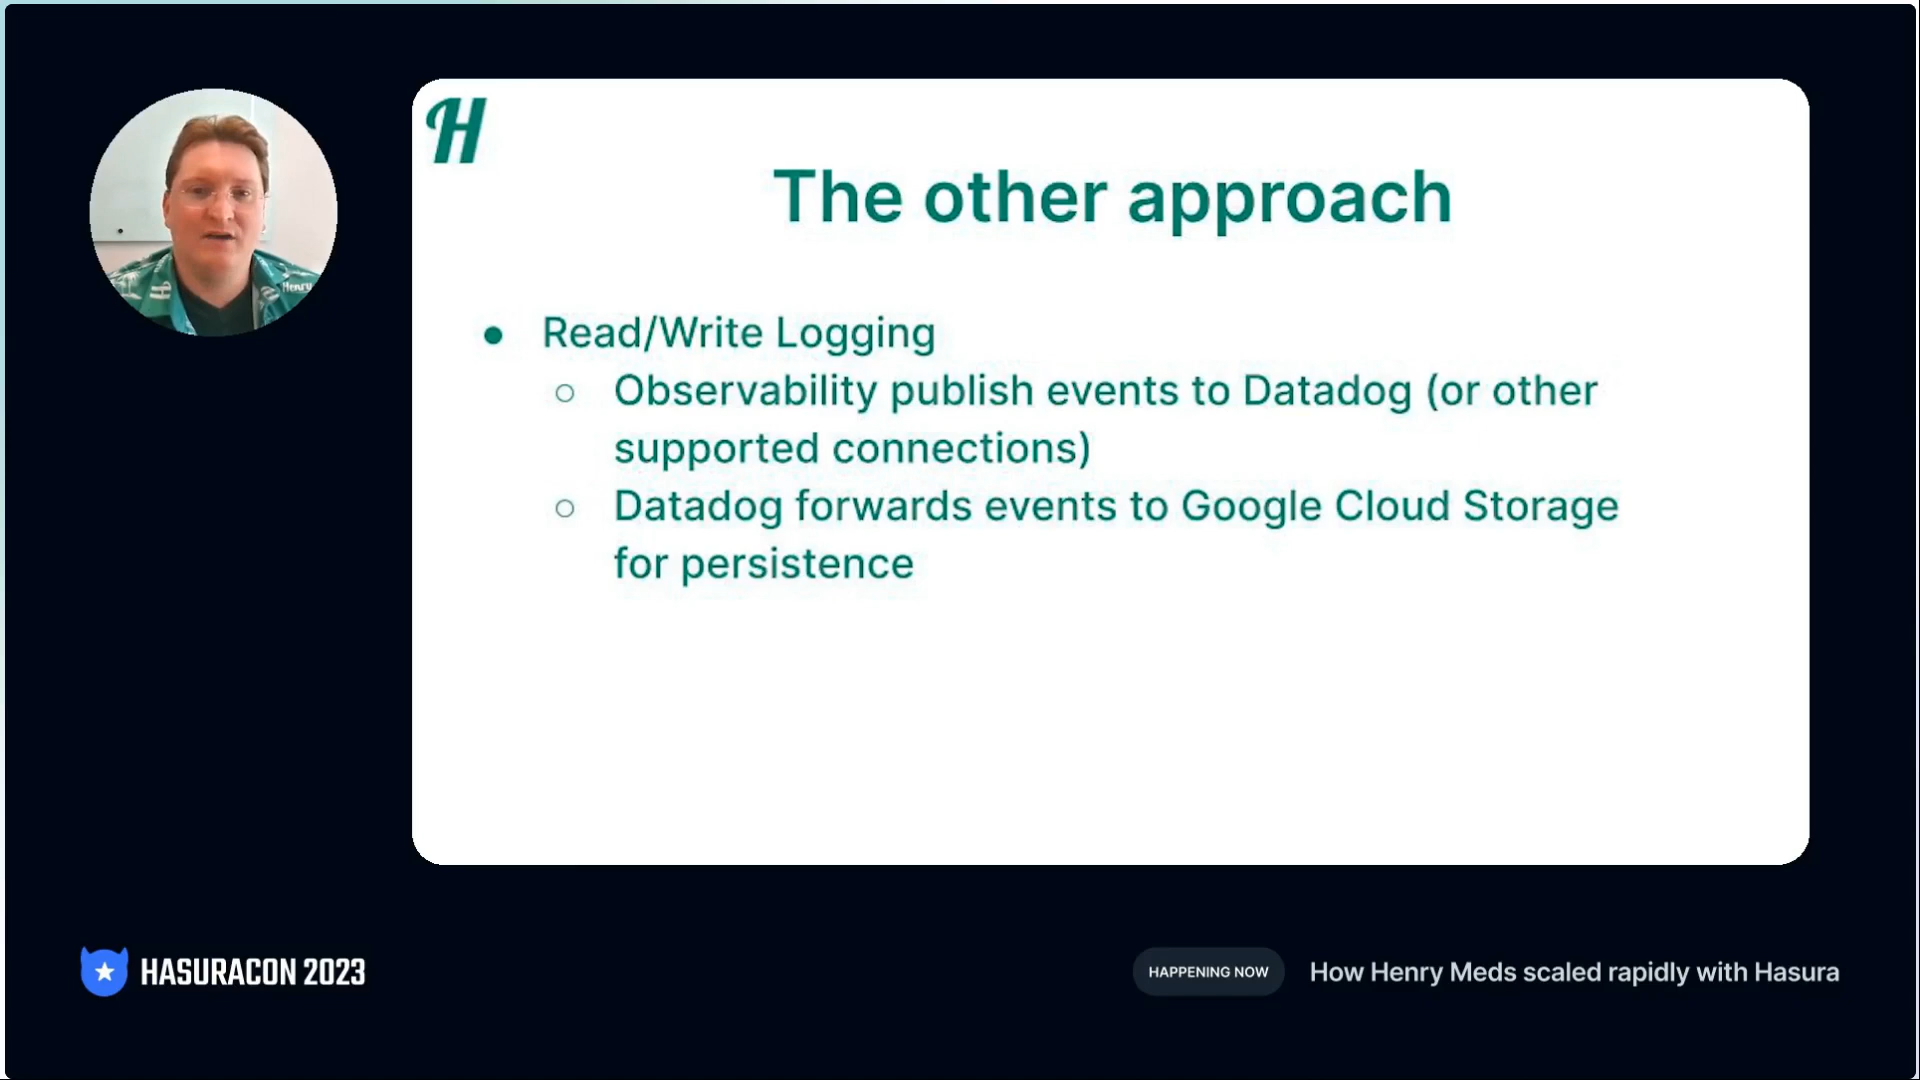 H
The other approach
● Read/Write Logging
○ Observability publish events to Datadog (or other
supported connections)
○ Datadog forwards events to Google Cloud Storage
for persistence
Henry
HASURACON 2023
HAPPENING NOW
How Henry Meds scaled rapidly with Hasura